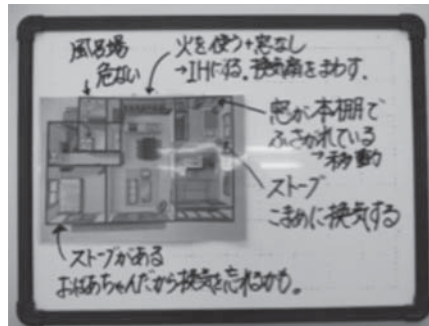 風呂場
危ない
火を使う+窓なし
→IHにする。換気扇をまわす。
窓が本棚で
ふさがれている
→移動
ストーブ
こまめに換気する
ストーブがある
おばあちゃんだから換気を忘れるかも。